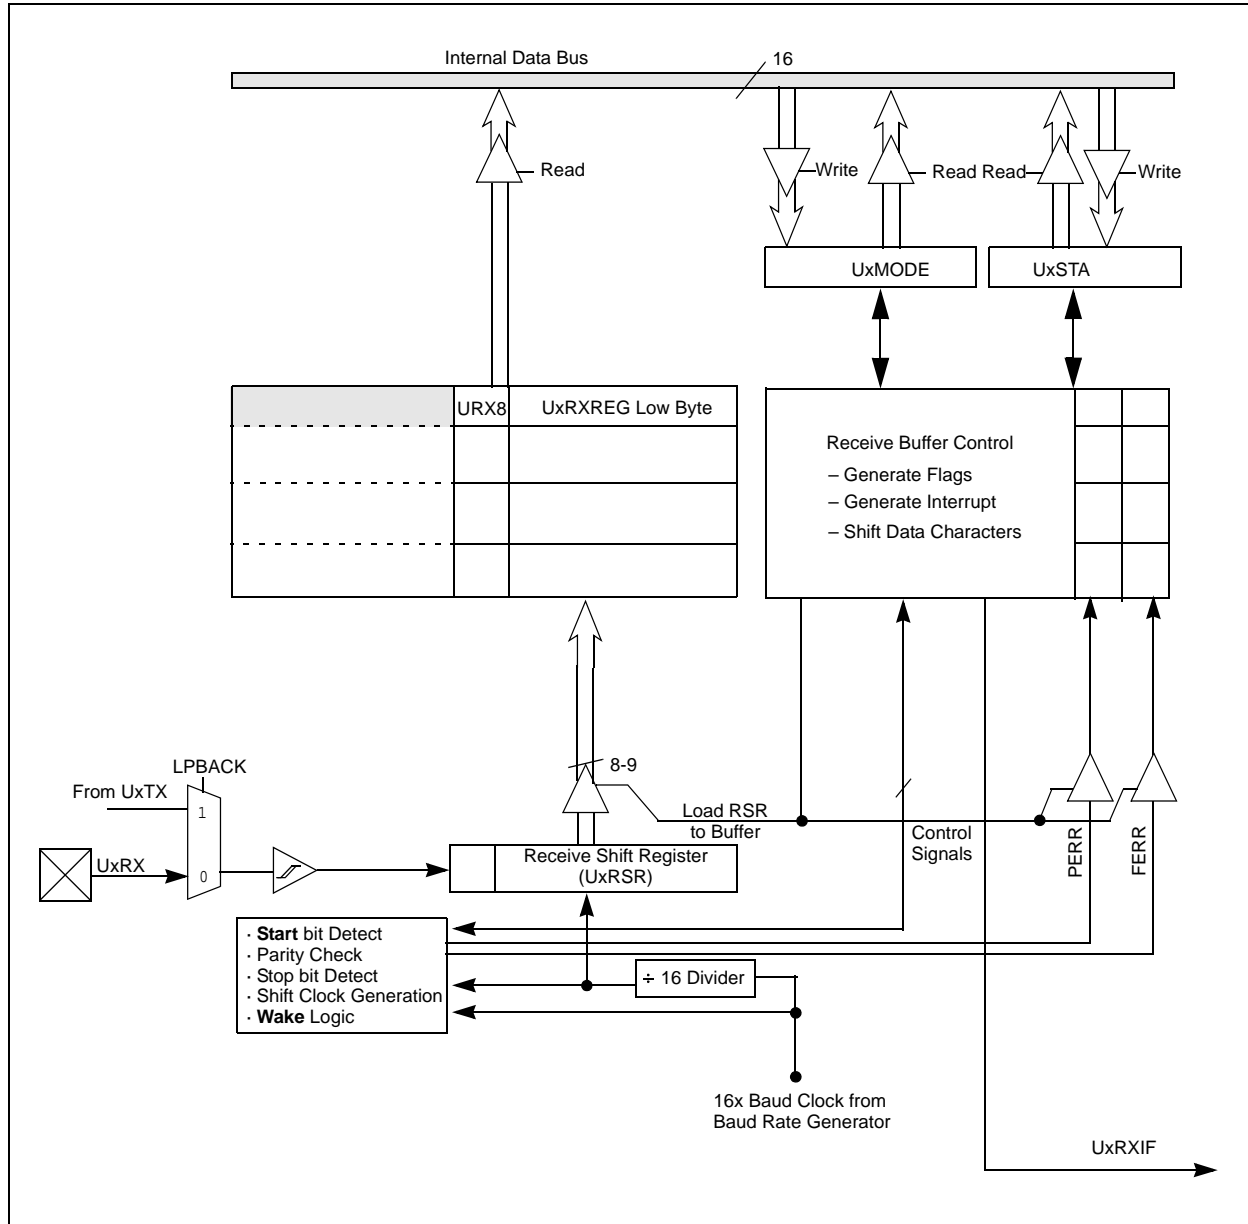 Internal Data Bus
16
Read
Write
Read Read
Write
UxMODE
UxSTA
URX8
UxRXREG Low Byte
Receive Buffer Control
– Generate Flags
– Generate Interrupt
– Shift Data Characters
LPBACK
From UxTX
1
8-9
Load RSR
to Buffer
Control
Signals
PERR
FERR
UxRX
0
Receive Shift Register
(UxRSR)
· Start bit Detect
· Parity Check
· Stop bit Detect
· Shift Clock Generation
· Wake Logic
÷ 16 Divider
16x Baud Clock from
Baud Rate Generator
UxRXIF